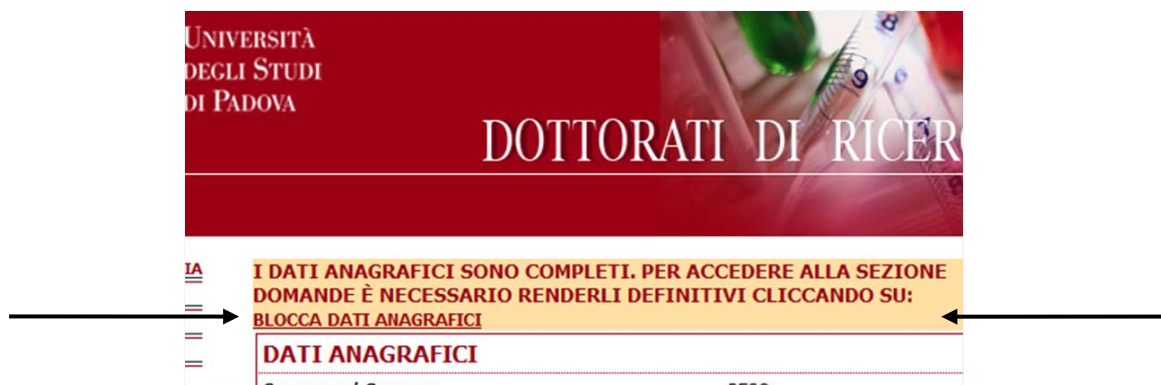 UNIVERSITÀ
DEGLI STUDI
DI PADOVA
DOTTORATI DI RICER
IA
I DATI ANAGRAFICI SONO COMPLETI. PER ACCEDERE ALLA SEZIONE
DOMANDE È NECESSARIO RENDERLI DEFINITIVI CLICCANDO SU:
BLOCCA DATI ANAGRAFICI
DATI ANAGRAFICI